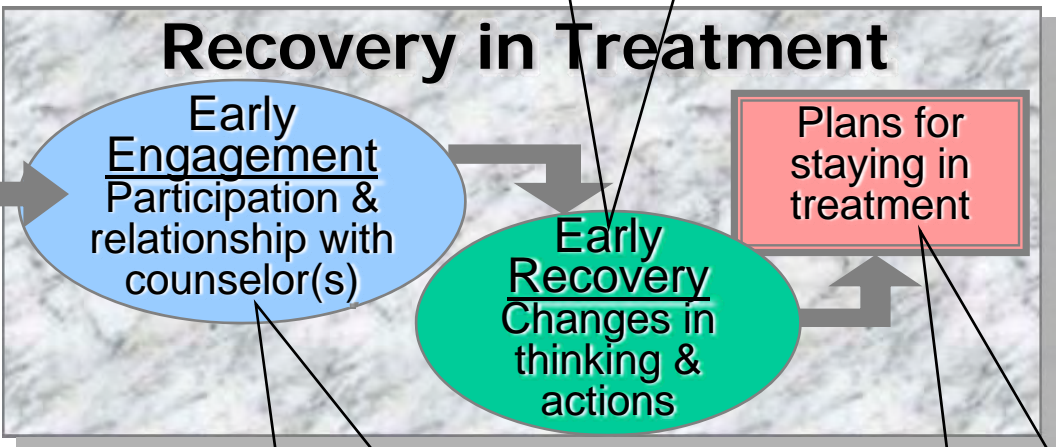 Recovery in Treatment
Early
Engagement
Participation &
relationship with
counselor(s)
Early
Recovery
Changes in
thinking &
actions
Plans for
staying in
treatment